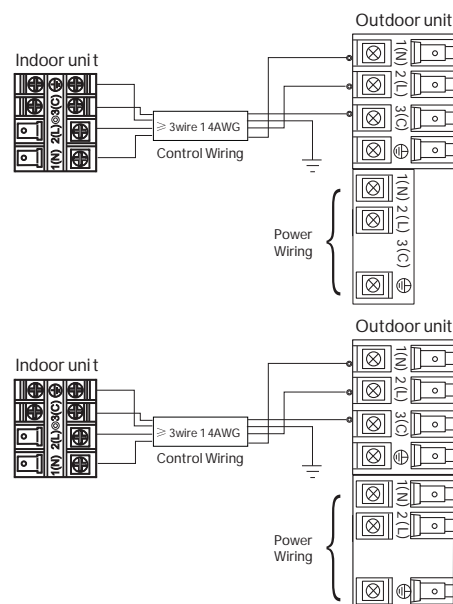 Outdoor unit
Indoor unit
1(N)
2(L)
3(C)
1(N) 2(L) 3(C)
≥ 3wire 14AWG
Control Wiring
1(N)
2(L)
3(C)
Power
Wiring
Outdoor unit
Indoor unit
1(N)
2(L)
3(C)
1(N) 2(L) 3(C)
≥ 3wire 14AWG
Control Wiring
1(N)
2(L)
Power
Wiring